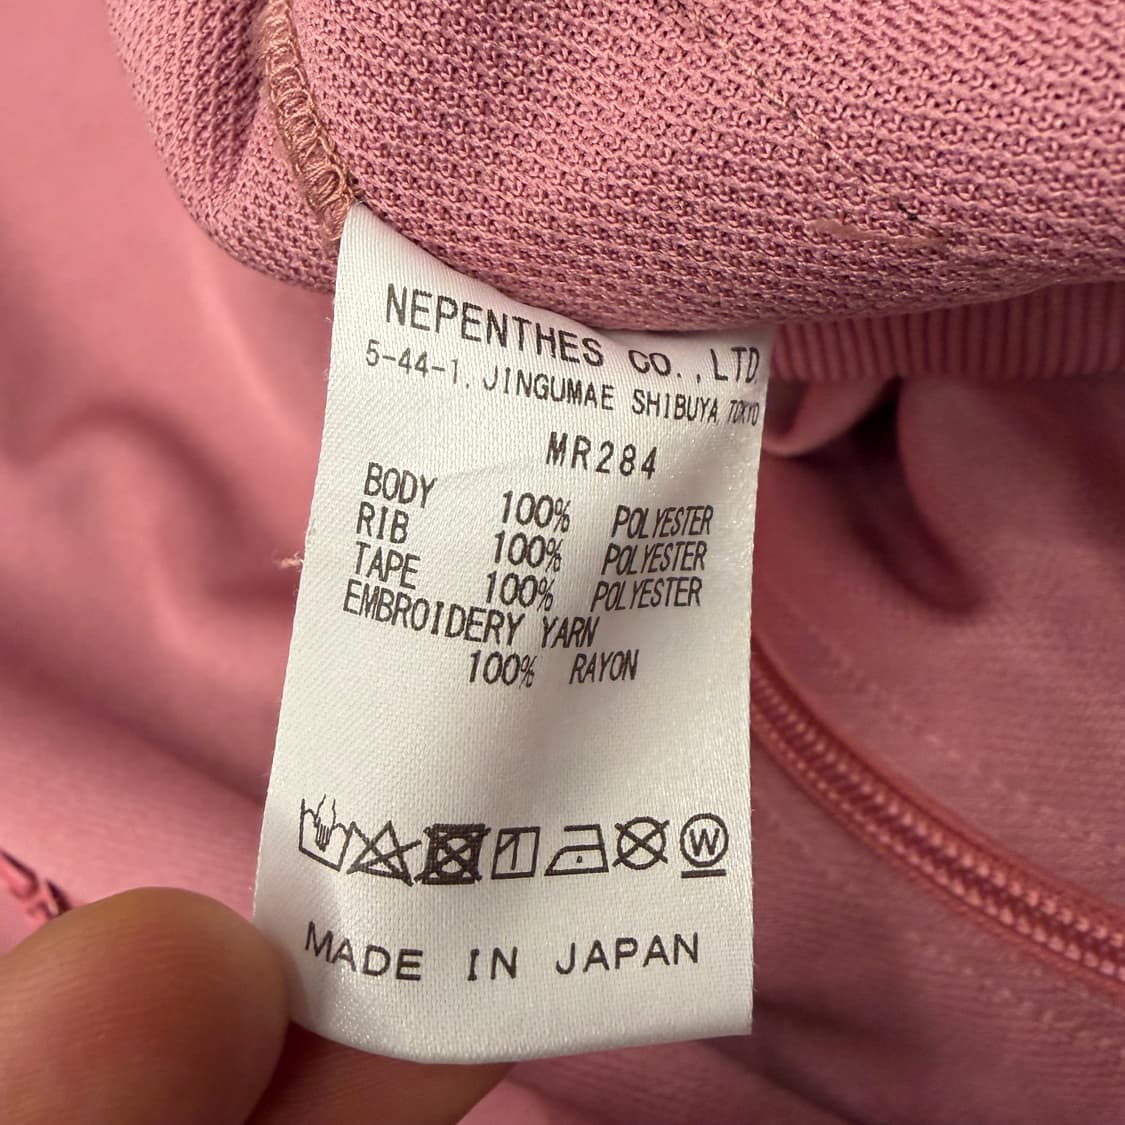 NEPENTHES CO.,LTD.
5-44-1. JINGUMAE SHIBUYA, TOKYO
MR284
BODY 100% POLYESTER
RIB 100% POLYESTER
TAPE 100% POLYESTER
EMBROIDERY YARN
100% RAYON
W
MADE IN JAPAN